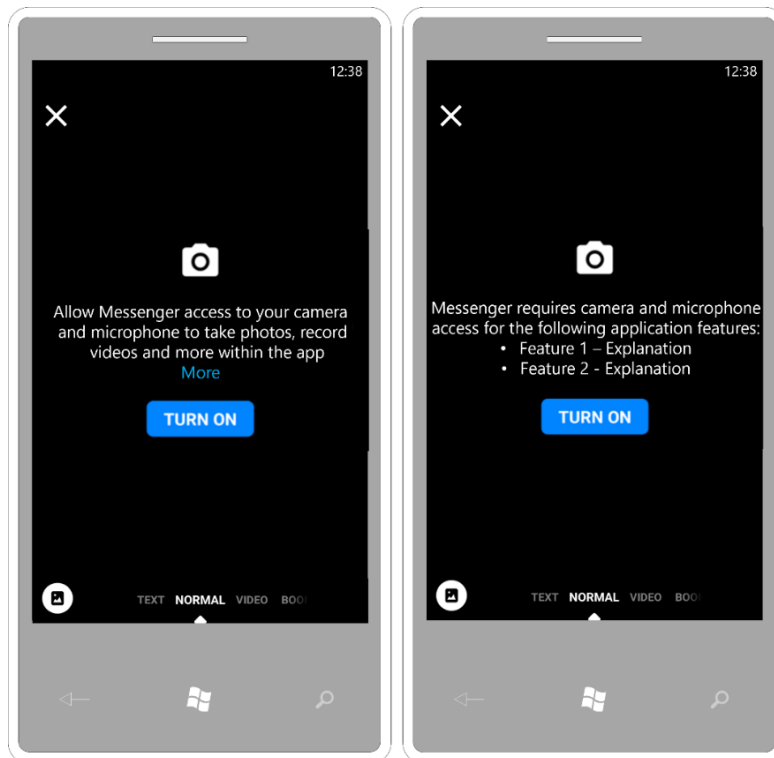 12:38
Allow Messenger access to your camera
and microphone to take photos, record
videos and more within the app
More
TURN ON
TEXT NORMAL VIDEO BOO
12:38
Messenger requires camera and microphone
access for the following application features:
• Feature 1 – Explanation
• Feature 2 - Explanation
TURN ON
TEXT NORMAL VIDEO BOO